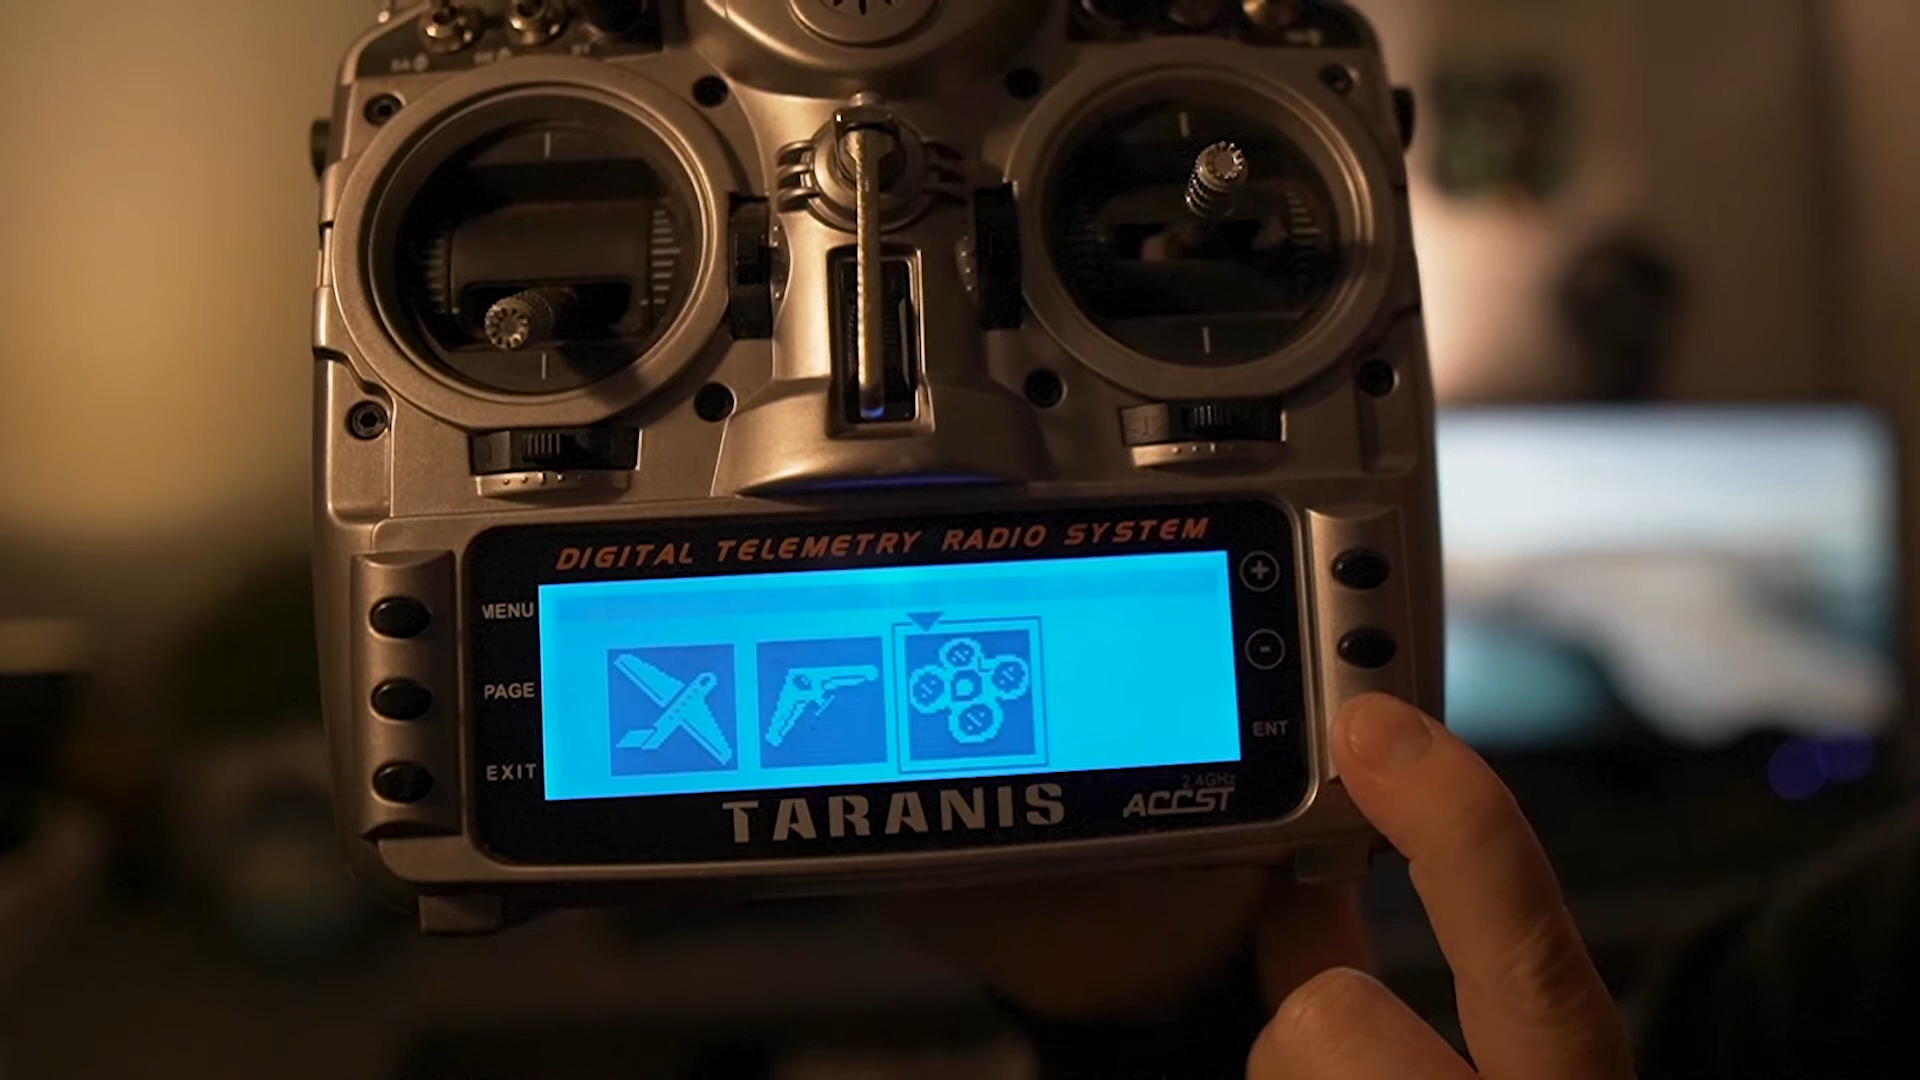 DIGITAL TELEMETRY RADIO SYSTEM
MENU
PAGE
EXIT
+
-
ENT
TARANIS
2.4GHz
ACCST